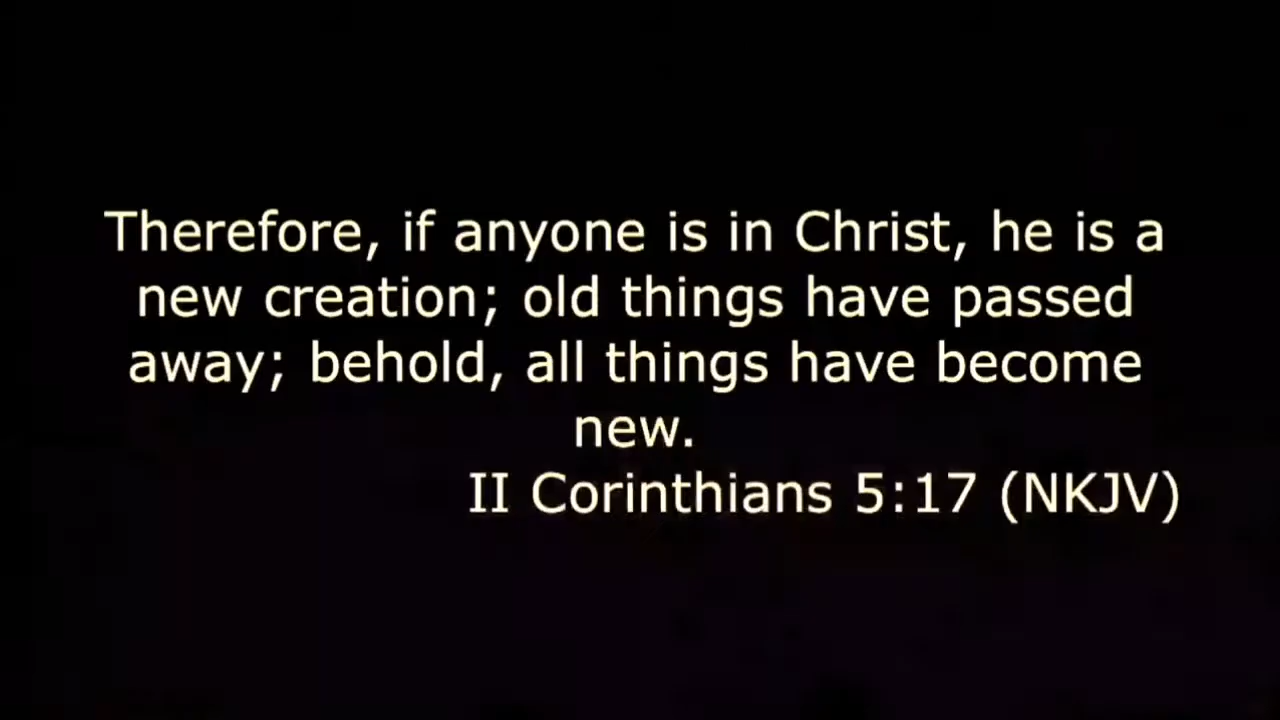 Therefore, if anyone is in Christ, he is a
new creation; old things have passed
away; behold, all things have become
new.
II Corinthians 5:17 (NKJV)